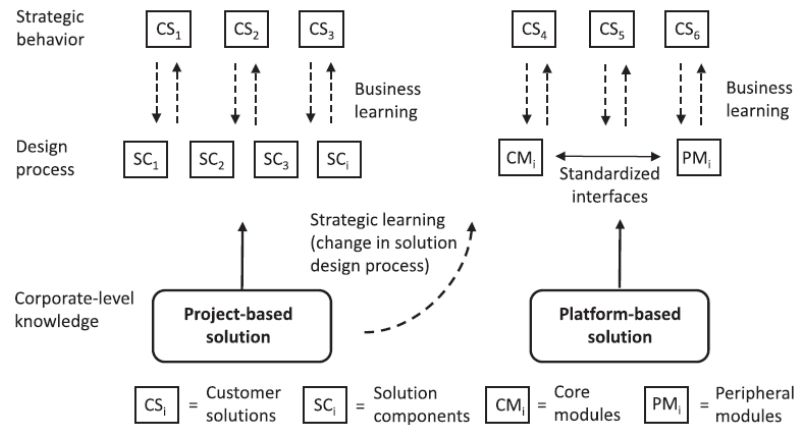 Strategic
behavior
CS₁ CS₂ CS₃ CS₄ CS₅ CS₆
Business
learning
Business
learning
Design
process
SC₁ SC₂ SC₃ SCᵢ CMᵢ PMᵢ
Standardized
interfaces
Strategic learning
(change in solution
design process)
Corporate-level
knowledge
Project-based
solution
Platform-based
solution
CSᵢ = Customer
solutions
SCᵢ = Solution
components
CMᵢ = Core
modules
PMᵢ = Peripheral
modules